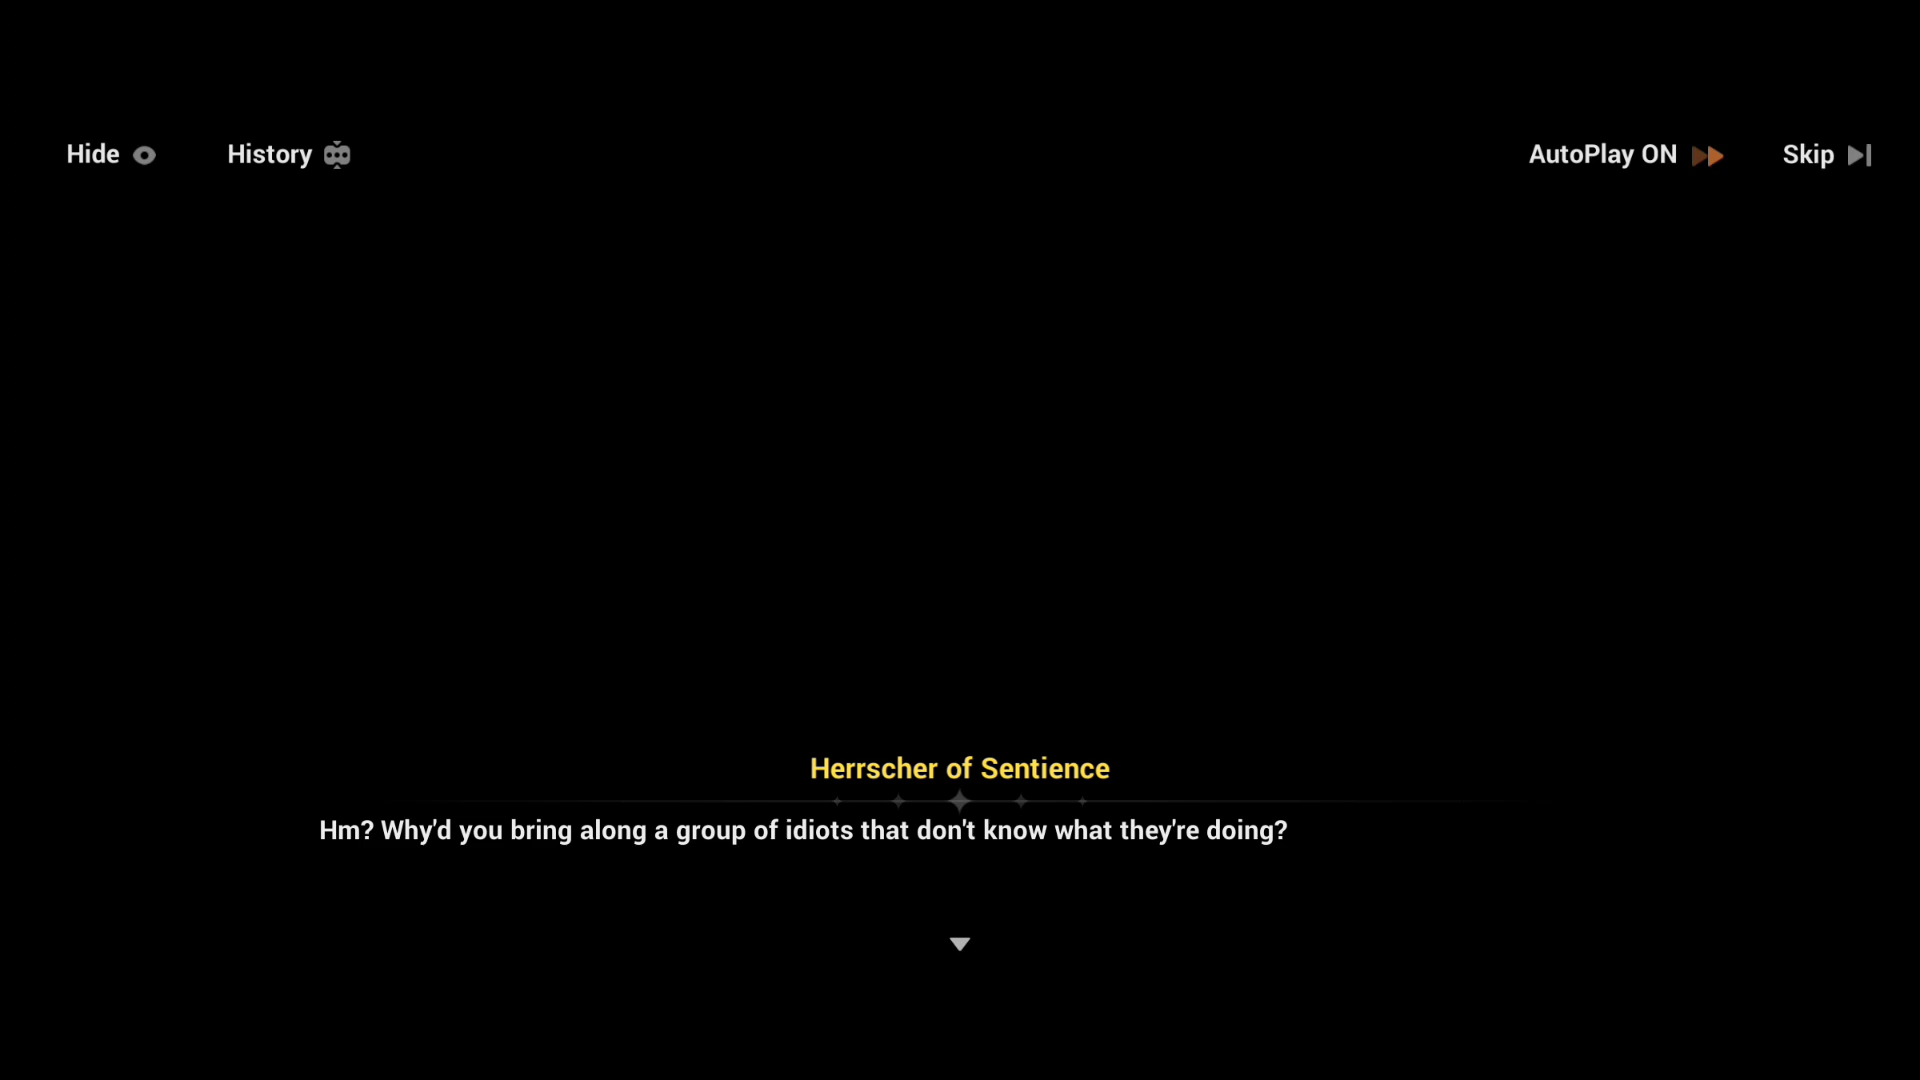 Hide
History
AutoPlay ON
Skip
Herrscher of Sentience
Hm? Why'd you bring along a group of idiots that don't know what they're doing?